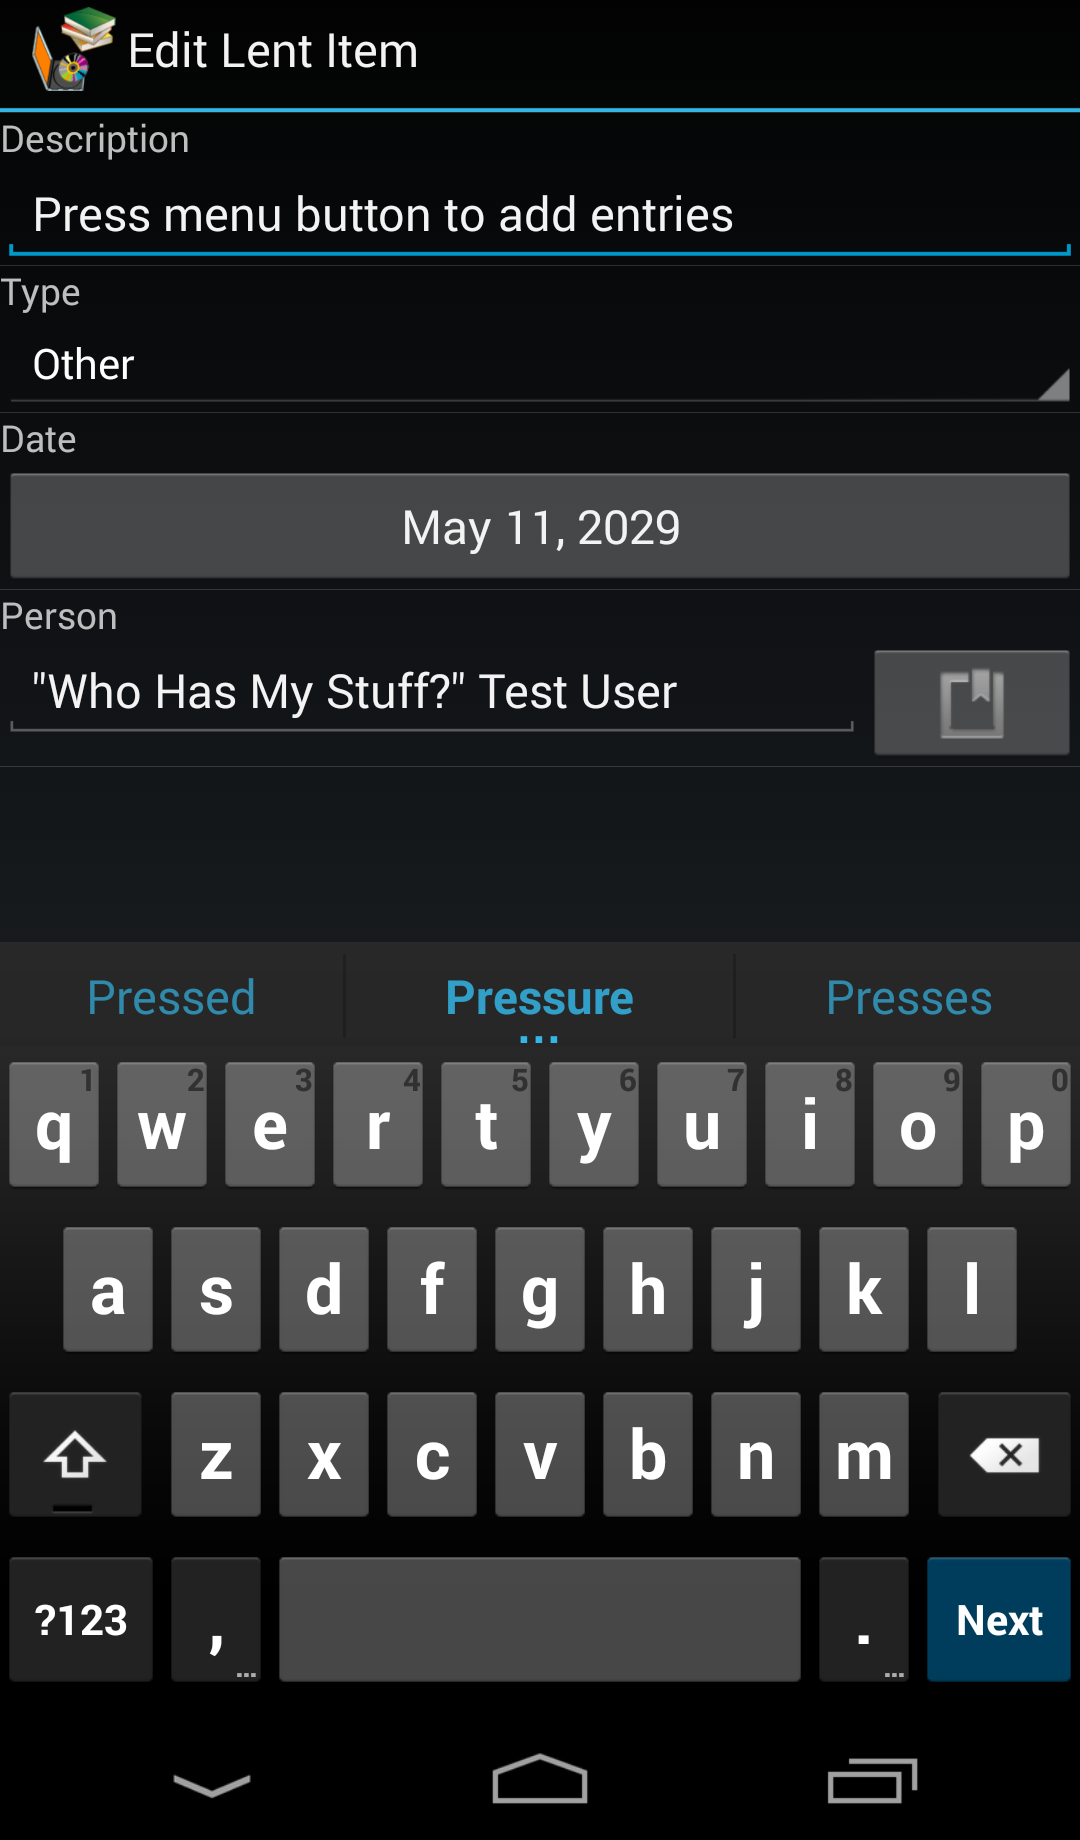 Edit Lent Item
Description
Press menu button to add entries
Type
Other
Date
May 11, 2029
Person
"Who Has My Stuff?" Test User
Pressed Pressure Presses
...
1 2 3 4 5 6 7 8 9 0
q w e r t y u i o p
a s d f g h j k l
z x c v b n m
?123 , ... . ... Next